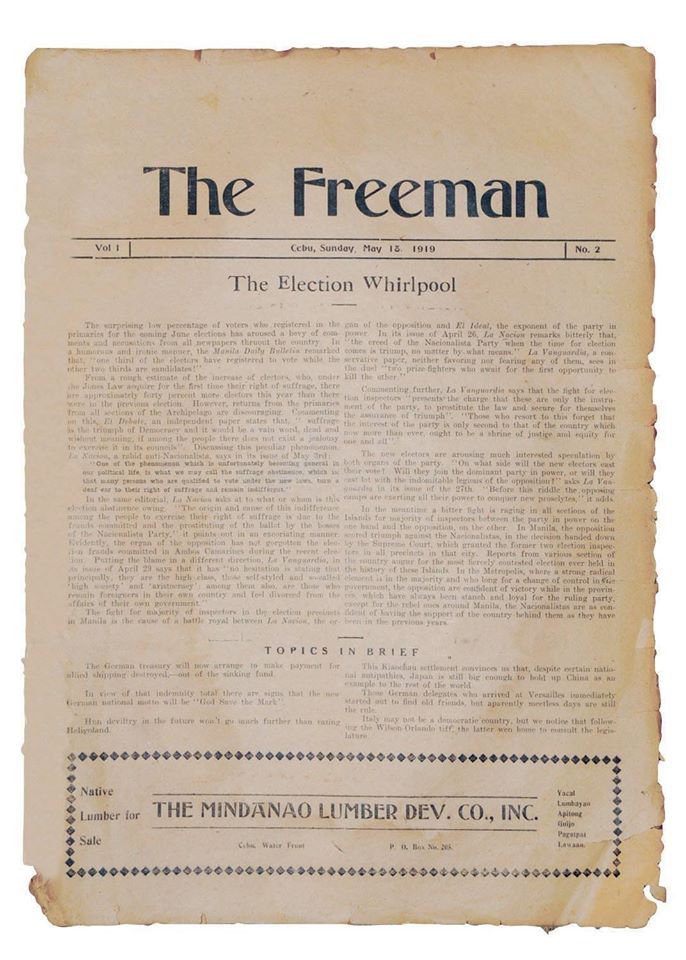 The Freeman
Vol 1
Cebu, Sunday, May 18. 1919
No. 2
The Election Whirlpool
The surprising low percentage of voters who registered in the
primaries for the coming June elections has aroused a bevy of com-
ments and accusations from all newspapers thruout the country. In
a humorous and ironic manner, the Manila Daily Bulletin remarked
that, "one third of the electors have registered to vote while the
other two thirds are candidates!"
From a rough estimate of the increase of electors, who, under
the Jones Law acquire for the first time their right of suffrage, there
are approximately forty percent more electors this year than there
were in the previous election. However, returns from the primaries
from all sections of the Archipelago are discouraging. Commenting
on this, El Debate, an independent paper states that, "suffrage
is the triumph of Democracy and it would be a vain word, dead and
without meaning, if among the people there does not exist a jealousy
to exercise it in its councils". Discussing this peculiar phenomenon,
La Nacion, a rabid Anti-Nacionalista, says in its issue of May 3rd:
"One of the phenomenon which is unfortunately becoming general in
our political life, is what we may call the suffrage abstinence, which is
that many persons who are qualified to vote under the new laws, turn a
deaf ear to their right of suffrage and remain indifferent."
In the same editorial, La Nacion asks at to what or whom is this
election abstinence owing. "The origin and cause of this indifference
among the people to exercise their right of suffrage is due to the
frauds committed and the prostituting of the ballot by the bosses
of the Nacionalista Party," it points out in an excoriating manner.
Evidently, the organ of the opposition has not gorgotten the elec-
tion frauds committed in Ambos Camarines during the recent elec-
tion. Putting the blame in a different direction, La Vanguardia, in
its issue of April 29 says that it has "no hesitation is stating that
principally, they are the high class, those self-styled and so-called
'high society' and 'aristocracy'; among them also, are those who
remain foreigners in their own country and feel divorced from the
affairs of their own government."
The fight for majority of inspectors in the election precincts
in Manila is the cause of a battle royal between La Nacion, the or-
gan of the opposition and El Ideal, the exponent of the party in
power. In its issue of April 26, La Nacion remarks bitterly that,
"the creed of the Nacionalista Party when the time for election
comes is triump, no matter by what means." La Vanguardia, a con-
servative paper, neither favoring nor fearing any of them, sees in
the duel "two prize-fighters who await for the first opportunity to
kill the other."
Commenting further, La Vanguardia says that the fight for elec-
tion inspectors "presents the charge that these are only the instru-
ment of the party, to prostitute the law and secure for themselves
the assurance of triumph". "Those who resort to this forget that
the interest of the party is only second to that of the country which
now more than ever, ought to be a shrine of justice and equity for
one and all".
The new electors are arousing much interested speculation by
both organs of the party. "On what side will the new electors cast
their vote? Will they join the dominant party in power, or will they
cast lot with the indomitable legions of the opposition?" asks La Van-
guardia in its issue of the 27th. "Before this riddle the opposing
camps are exerting all their power to conquer new proselytes," it adds.
In the meantime a bitter fight is raging in all sections of the
Islands for majority of inspectors between the party in power on the
one hand and the opposition, on the other. In Manila, the opposition
scored triumph against the Nacionalistas, in the decision handed down
by the Supreme Court, which granted the former two election inspec-
tors in all precincts in that city. Reports from various section of
the country augur for the most fiercely contested election ever held in
the history of these Islands. In the Metropolis, where a strong radical
element is in the majority and who long for a change of control in the
government, the opposition are confident of victory while in the provin-
ces, which have always been stanch and loyal for the ruling party,
except for the rebel ones around Manila, the Nacionalistas are as con-
fident of having the support of the country behind them as they have
been in the previous years.
TOPICS IN BRIEF
The German treasury will now arrange to make payment for
allied shipping destroyed,—out of the sinking fund.
In view of that indemnity total there are signs that the new
German national motto will be "God Save the Mark"
Hun deviltry in the future won't go much further than razing
Heligoland.
This Kiauchau settlement convinces us that, despite certain natio-
nal antipathies, Japan is still big enough to hold up China as an
example to the rest of the world
Those German delegates who arrived at Versailles immediately
started out to find old friends, but aparently meetless days are still
the rule.
Italy may not be a democratic country, but we notice that follow-
ing the Wilson-Orlando tiff, the latter wen home to consult the legis-
lature.
Native
Lumber for
Sale
THE MINDANAO LUMBER DEV. CO., INC.
Cebu, Water Front
P. O. Box No. 205.
Yacal
Lumbayao
Apitong
Guijo
Pagatpat
Lawaan.